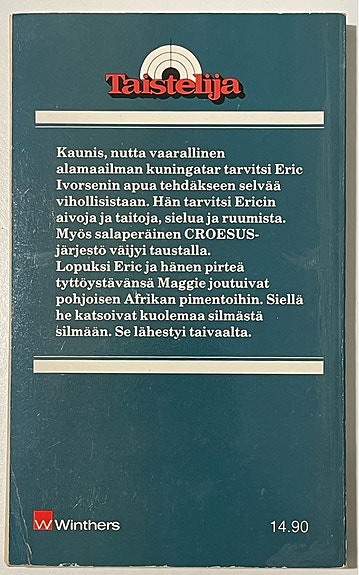 Taistelija
Kaunis, nutta vaarallinen
alamaailman kuningatar tarvitsi Eric
Ivorsenin apua tehdäkseen selvää
vihollisistaan. Hän tarvitsi Ericin
aivoja ja taitoja, sielua ja ruumista.
Myös salaperäinen CROESUS-
järjestö väijyi taustalla.
Lopuksi Eric ja hänen pirteä
tyttöystävänsä Maggie joutuivat
pohjoisen Afrikan pimentoihin. Siellä
he katsoivat kuolemaa silmästä
silmään. Se lähestyi taivaalta.
W Winthers
14.90